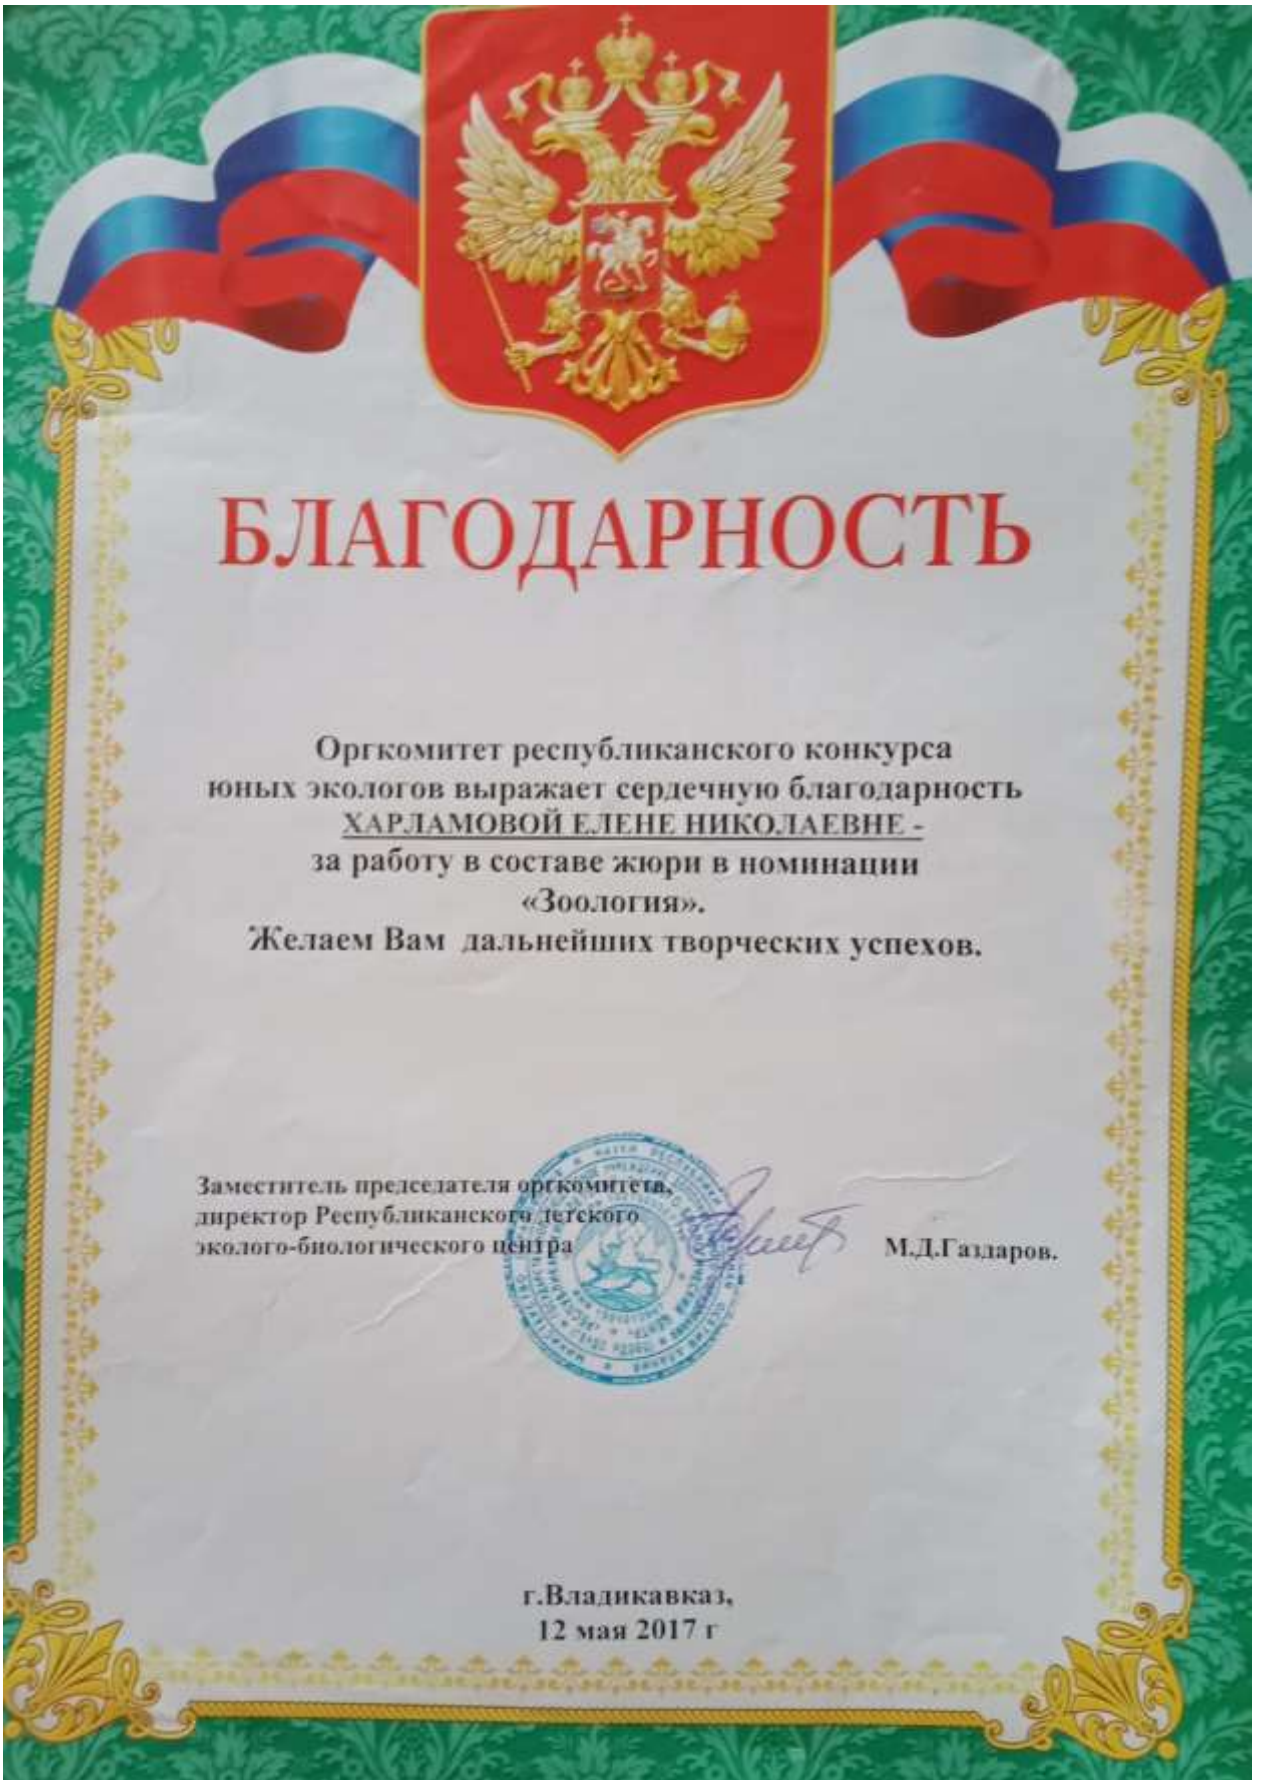 БЛАГОДАРНОСТЬ
Оргкомитет республиканского конкурса
юных экологов выражает сердечную благодарность
ХАРЛАМОВОЙ ЕЛЕНЕ НИКОЛАЕВНЕ -
за работу в составе жюри в номинации
«Зоология».
Желаем Вам дальнейших творческих успехов.
Заместитель председателя оргкомитета,
директор Республиканского детского
эколого-биологического центра
М.Д.Газдаров.
г.Владикавказ,
12 мая 2017 г